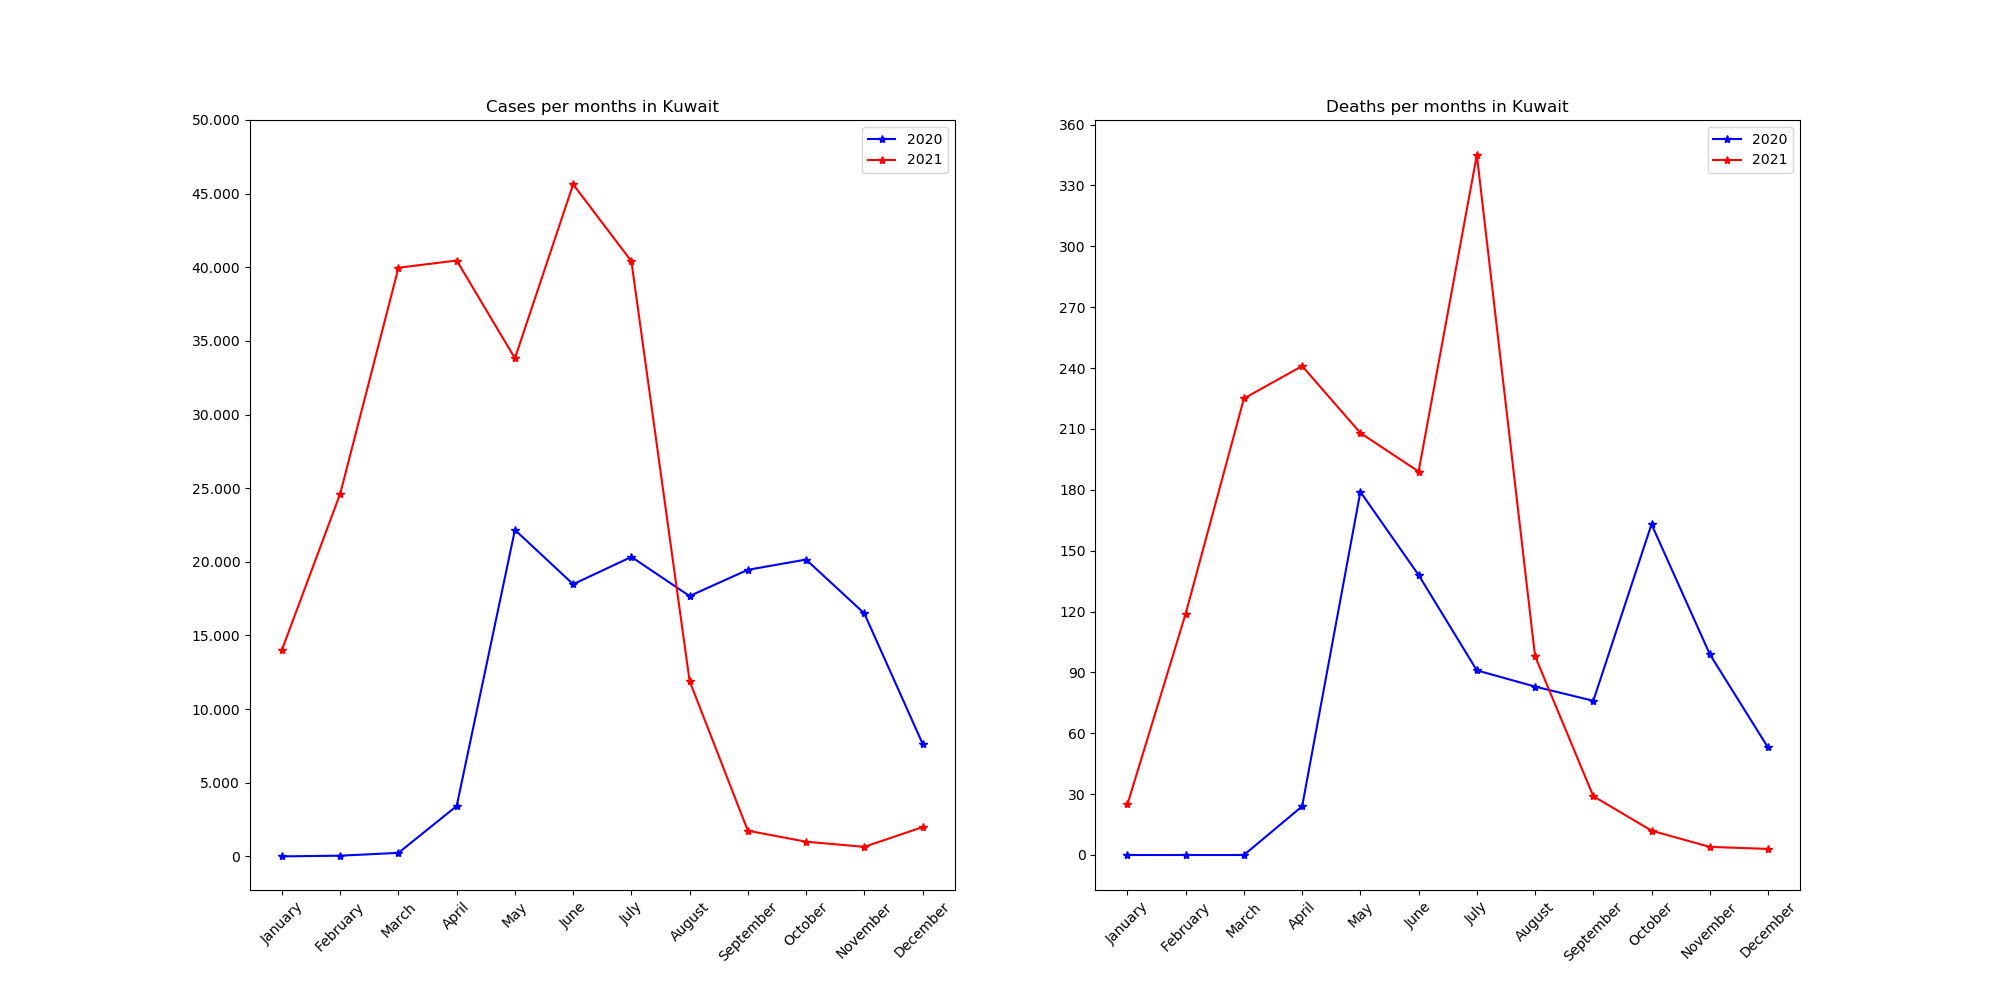 Cases per months in Kuwait
50.000
45.000
40.000
35.000
30.000
25.000
20.000
15.000
10.000
5.000
0
2020
2021
January
February
March
April
May
June
July
August
September
October
November
December
Deaths per months in Kuwait
360
330
300
270
240
210
180
150
120
90
60
30
0
2020
2021
January
February
March
April
May
June
July
August
September
October
November
December